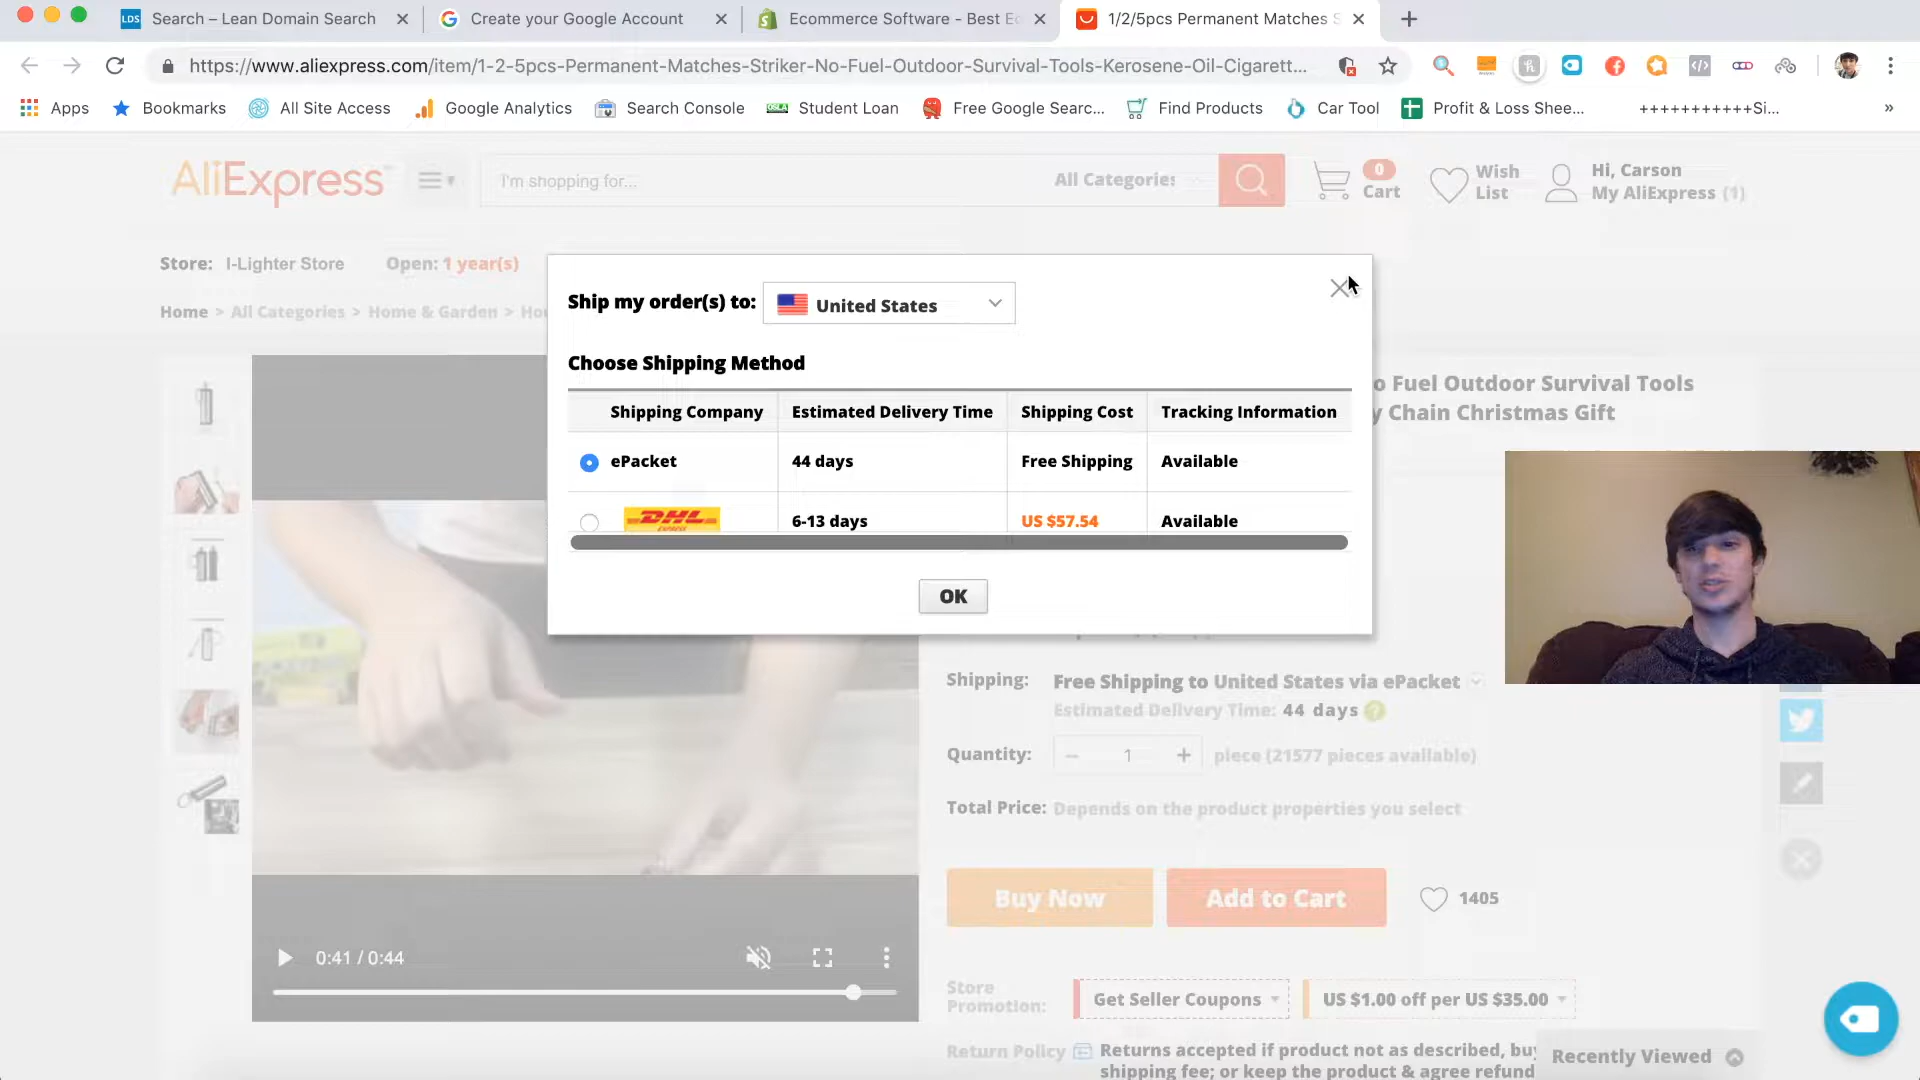 LDS Search – Lean Domain Search
Create your Google Account
Ecommerce Software - Best Ec
1/2/5pcs Permanent Matches S
https://www.aliexpress.com/item/1-2-5pcs-Permanent-Matches-Striker-No-Fuel-Outdoor-Survival-Tools-Kerosene-Oil-Cigarett...
Apps Bookmarks All Site Access Google Analytics Search Console Student Loan Free Google Searc... Find Products Car Tool Profit & Loss Shee... +++++++++++Si... »
AliExpress
I'm shopping for...
All Categories
0
Cart
Wish
List
Hi, Carson
My AliExpress (1)
Store: I-Lighter Store Open: 1 year(s)
Home > All Categories > Home & Garden >
Ship my order(s) to: United States
Choose Shipping Method
Shipping Company Estimated Delivery Time Shipping Cost Tracking Information
ePacket 44 days Free Shipping Available
DHL EXPRESS 6-13 days US $57.54 Available
OK
o Fuel Outdoor Survival Tools
y Chain Christmas Gift
Shipping: Free Shipping to United States via ePacket
Estimated Delivery Time: 44 days ?
Quantity: − 1 + piece (21577 pieces available)
Total Price: Depends on the product properties you select
Buy Now Add to Cart 1405
0:41 / 0:44
Store
Promotion:
Get Seller Coupons
US $1.00 off per US $35.00
Return Policy Returns accepted if product not as described, buy
shipping fee; or keep the product & agree refund
Recently Viewed